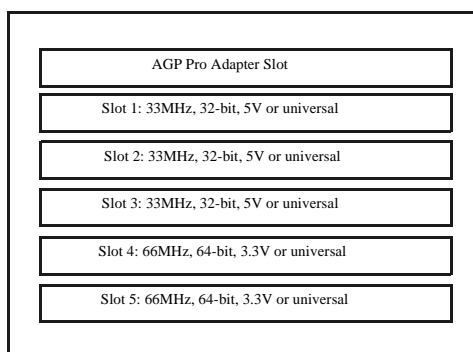 AGP Pro Adapter Slot
Slot 1: 33MHz, 32-bit, 5V or universal
Slot 2: 33MHz, 32-bit, 5V or universal
Slot 3: 33MHz, 32-bit, 5V or universal
Slot 4: 66MHz, 64-bit, 3.3V or universal
Slot 5: 66MHz, 64-bit, 3.3V or universal